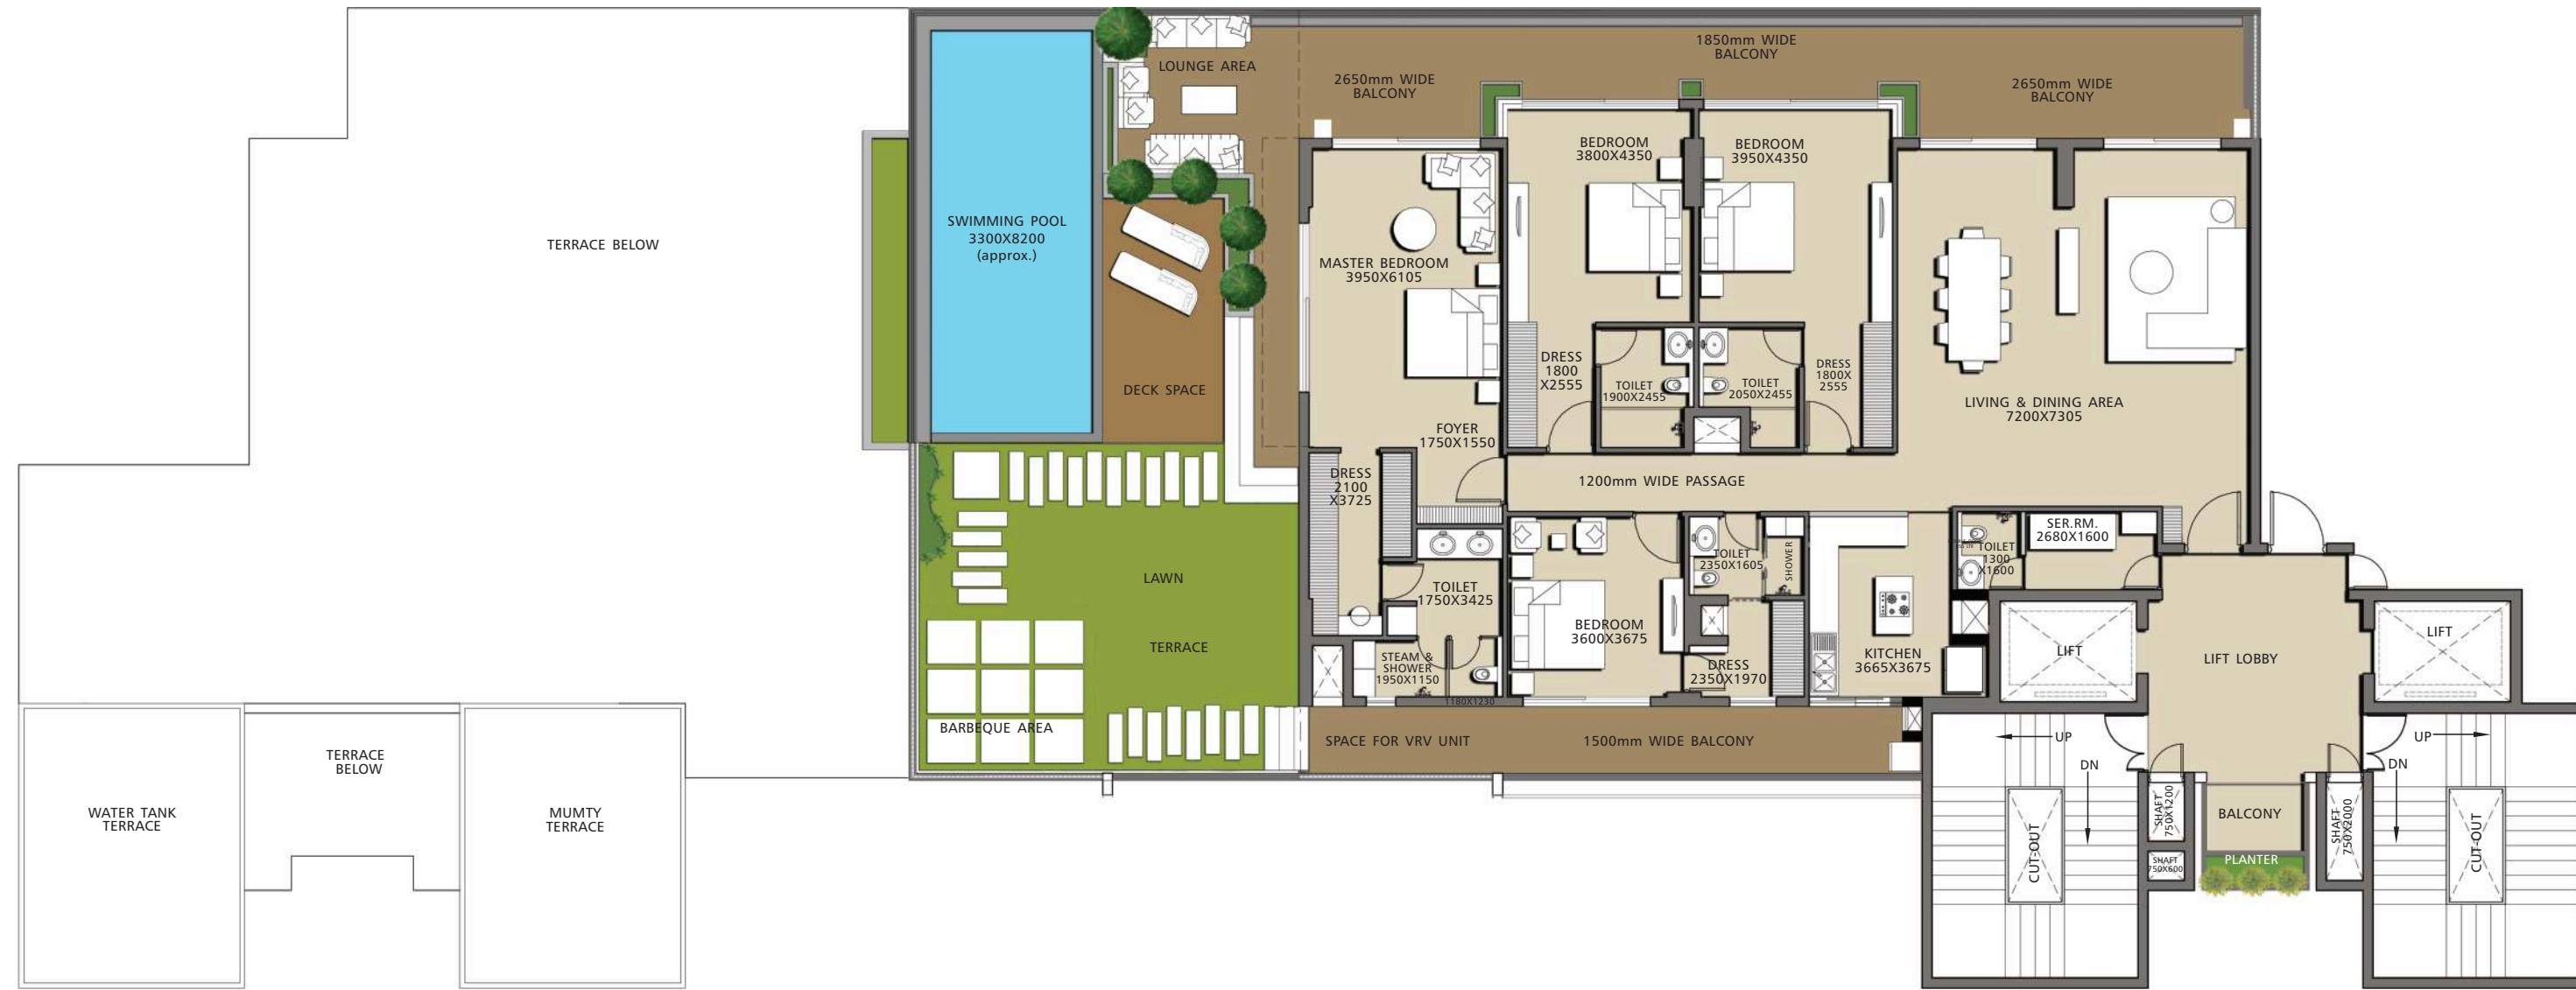 TERRACE BELOW
SWIMMING POOL
3300X8200
(approx.)
LOUNGE AREA
2650mm WIDE
BALCONY
1850mm WIDE
BALCONY
2650mm WIDE
BALCONY
DECK SPACE
MASTER BEDROOM
3950X6105
BEDROOM
3800X4350
BEDROOM
3950X4350
DRESS
1800
X2555
TOILET
1900X2455
TOILET
2050X2455
DRESS
1800X
2555
LIVING & DINING AREA
7200X7305
FOYER
1750X1550
DRESS
2100
X3725
1200mm WIDE PASSAGE
LAWN
TERRACE
BARBEQUE AREA
TOILET
1750X3425
STEAM &
SHOWER
1950X1150
1180X1230
BEDROOM
3600X3675
TOILET
2350X1605
SHOWER
DRESS
2350X1970
KITCHEN
3665X3675
TOILET
1300
X1600
SER.RM.
2680X1600
LIFT
LIFT LOBBY
LIFT
SPACE FOR VRV UNIT
1500mm WIDE BALCONY
UP
DN
CUT-OUT
SHAFT
750X1200
SHAFT
750X600
BALCONY
PLANTER
SHAFT
750X2000
UP
DN
CUT-OUT
WATER TANK
TERRACE
TERRACE
BELOW
MUMTY
TERRACE